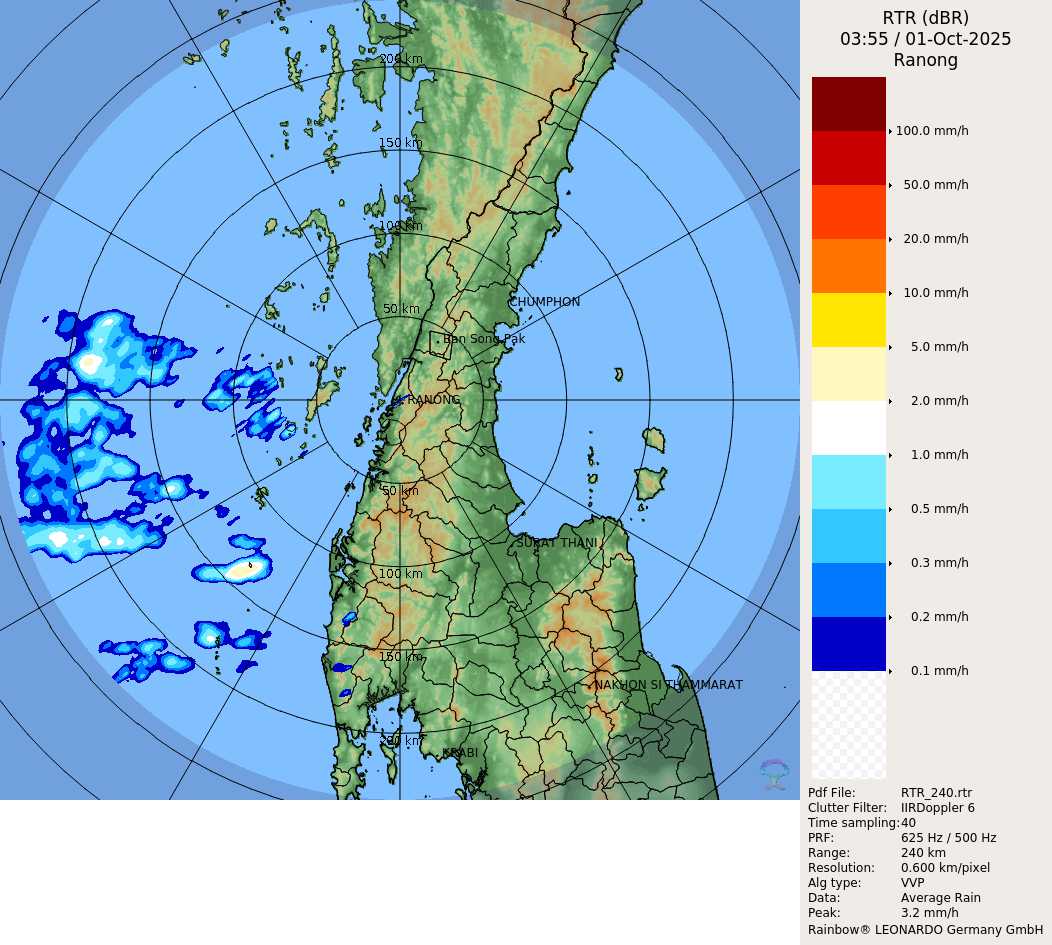 RTR (dBR)
03:55 / 01-Oct-2025
Ranong
100.0 mm/h
50.0 mm/h
20.0 mm/h
10.0 mm/h
5.0 mm/h
2.0 mm/h
1.0 mm/h
0.5 mm/h
0.3 mm/h
0.2 mm/h
0.1 mm/h
200 km
150 km
100 km
50 km
CHUMPHON
Ban Song Pak
RANONG
50 km
SURAT THANI
100 km
150 km
NAKHON SI THAMMARAT
200 km
KRABI
Pdf File: RTR_240.rtr
Clutter Filter: IIRDoppler 6
Time sampling: 40
PRF: 625 Hz / 500 Hz
Range: 240 km
Resolution: 0.600 km/pixel
Alg type: VVP
Data: Average Rain
Peak: 3.2 mm/h
Rainbow® LEONARDO Germany GmbH